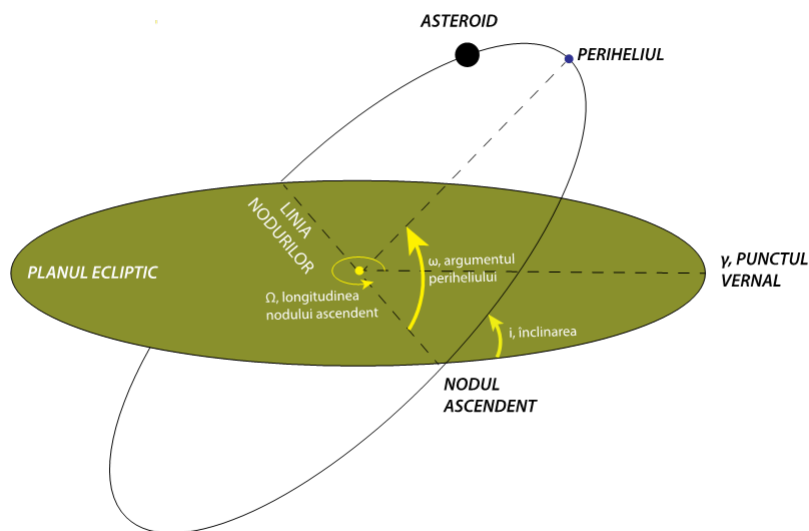 ASTEROID
PERIHELIUL
LINIA
NODURILOR
PLANUL ECLIPTIC
ω, argumentul
periheliului
γ, PUNCTUL
VERNAL
Ω, longitudinea
nodului ascendent
i, înclinarea
NODUL
ASCENDENT